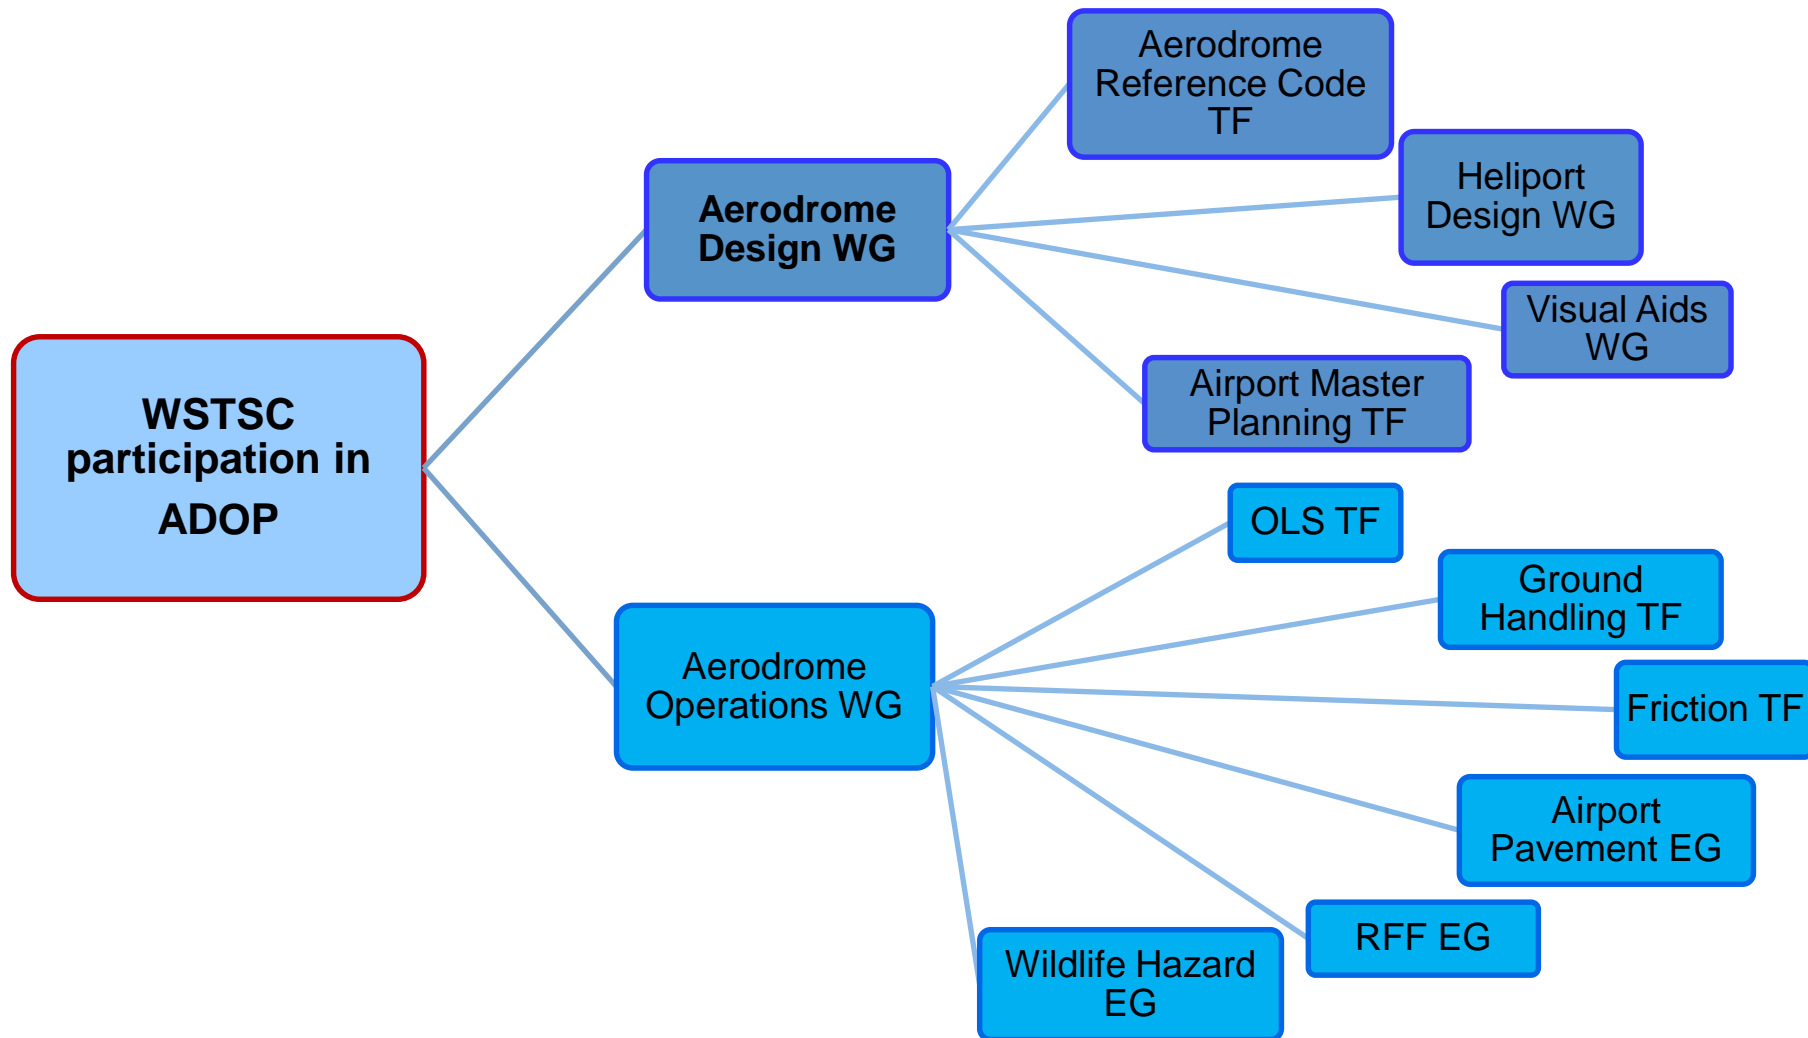 WSTSC
participation in
ADOP
Aerodrome
Design WG
Aerodrome
Reference Code
TF
Heliport
Design WG
Visual Aids
WG
Airport Master
Planning TF
Aerodrome
Operations WG
OLS TF
Ground
Handling TF
Friction TF
Airport
Pavement EG
RFF EG
Wildlife Hazard
EG